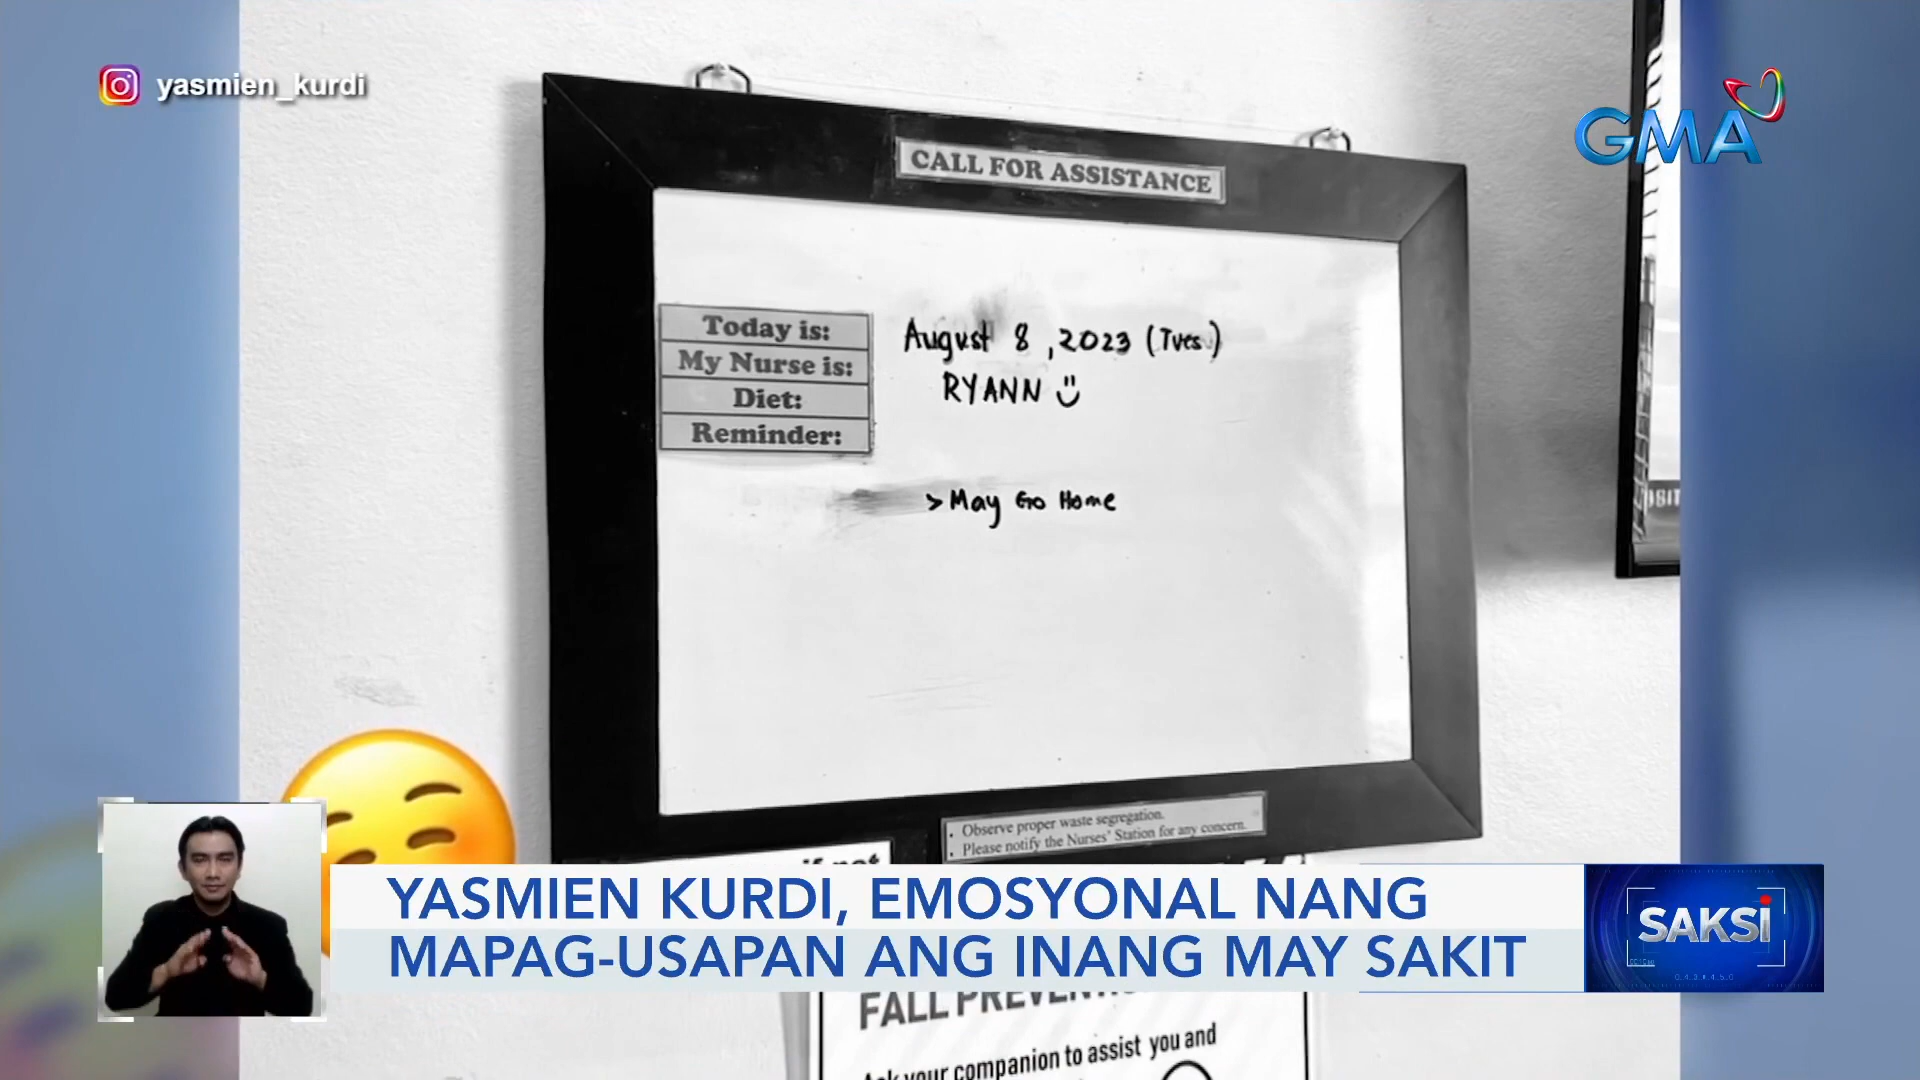 yasmien_kurdi
GMA
CALL FOR ASSISTANCE
Today is:
August 8, 2023 (Tues)
My Nurse is:
RYANN
Diet:
Reminder:
> May Go Home
• Observe proper waste segregation.
• Please notify the Nurses' Station for any concern.
YASMIEN KURDI, EMOSYONAL NANG
MAPAG-USAPAN ANG INANG MAY SAKIT
SAKSI
FALL
your companion to assist you and